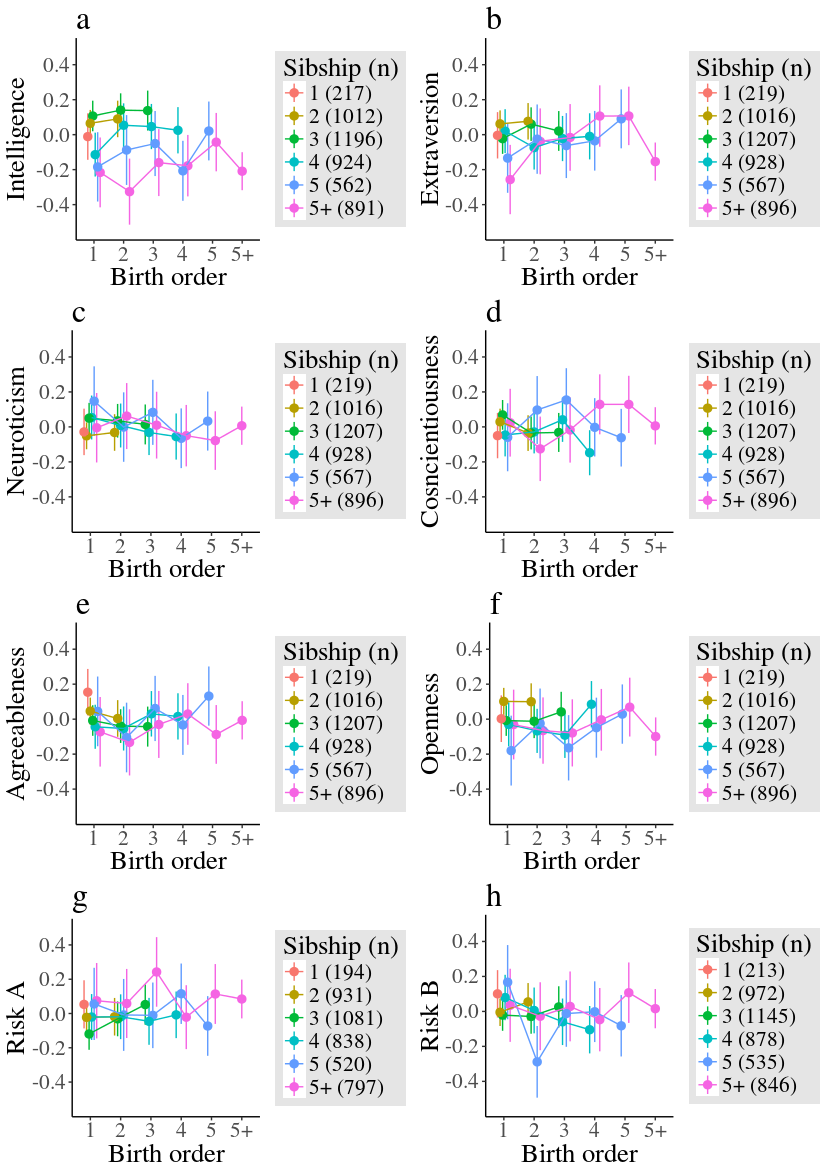 a
Intelligence
0.4
0.2
0.0
-0.2
-0.4
1 2 3 4 5 5+
Birth order
Sibship (n)
1 (217)
2 (1012)
3 (1196)
4 (924)
5 (562)
5+ (891)
b
Extraversion
0.4
0.2
0.0
-0.2
-0.4
1 2 3 4 5 5+
Birth order
Sibship (n)
1 (219)
2 (1016)
3 (1207)
4 (928)
5 (567)
5+ (896)
c
Neuroticism
0.4
0.2
0.0
-0.2
-0.4
1 2 3 4 5 5+
Birth order
Sibship (n)
1 (219)
2 (1016)
3 (1207)
4 (928)
5 (567)
5+ (896)
d
Coscientiousness
0.4
0.2
0.0
-0.2
-0.4
1 2 3 4 5 5+
Birth order
Sibship (n)
1 (219)
2 (1016)
3 (1207)
4 (928)
5 (567)
5+ (896)
e
Agreeableness
0.4
0.2
0.0
-0.2
-0.4
1 2 3 4 5 5+
Birth order
Sibship (n)
1 (219)
2 (1016)
3 (1207)
4 (928)
5 (567)
5+ (896)
f
Openness
0.4
0.2
0.0
-0.2
-0.4
1 2 3 4 5 5+
Birth order
Sibship (n)
1 (219)
2 (1016)
3 (1207)
4 (928)
5 (567)
5+ (896)
g
Risk A
0.4
0.2
0.0
-0.2
-0.4
1 2 3 4 5 5+
Birth order
Sibship (n)
1 (194)
2 (931)
3 (1081)
4 (838)
5 (520)
5+ (797)
h
Risk B
0.4
0.2
0.0
-0.2
-0.4
1 2 3 4 5 5+
Birth order
Sibship (n)
1 (213)
2 (972)
3 (1145)
4 (878)
5 (535)
5+ (846)